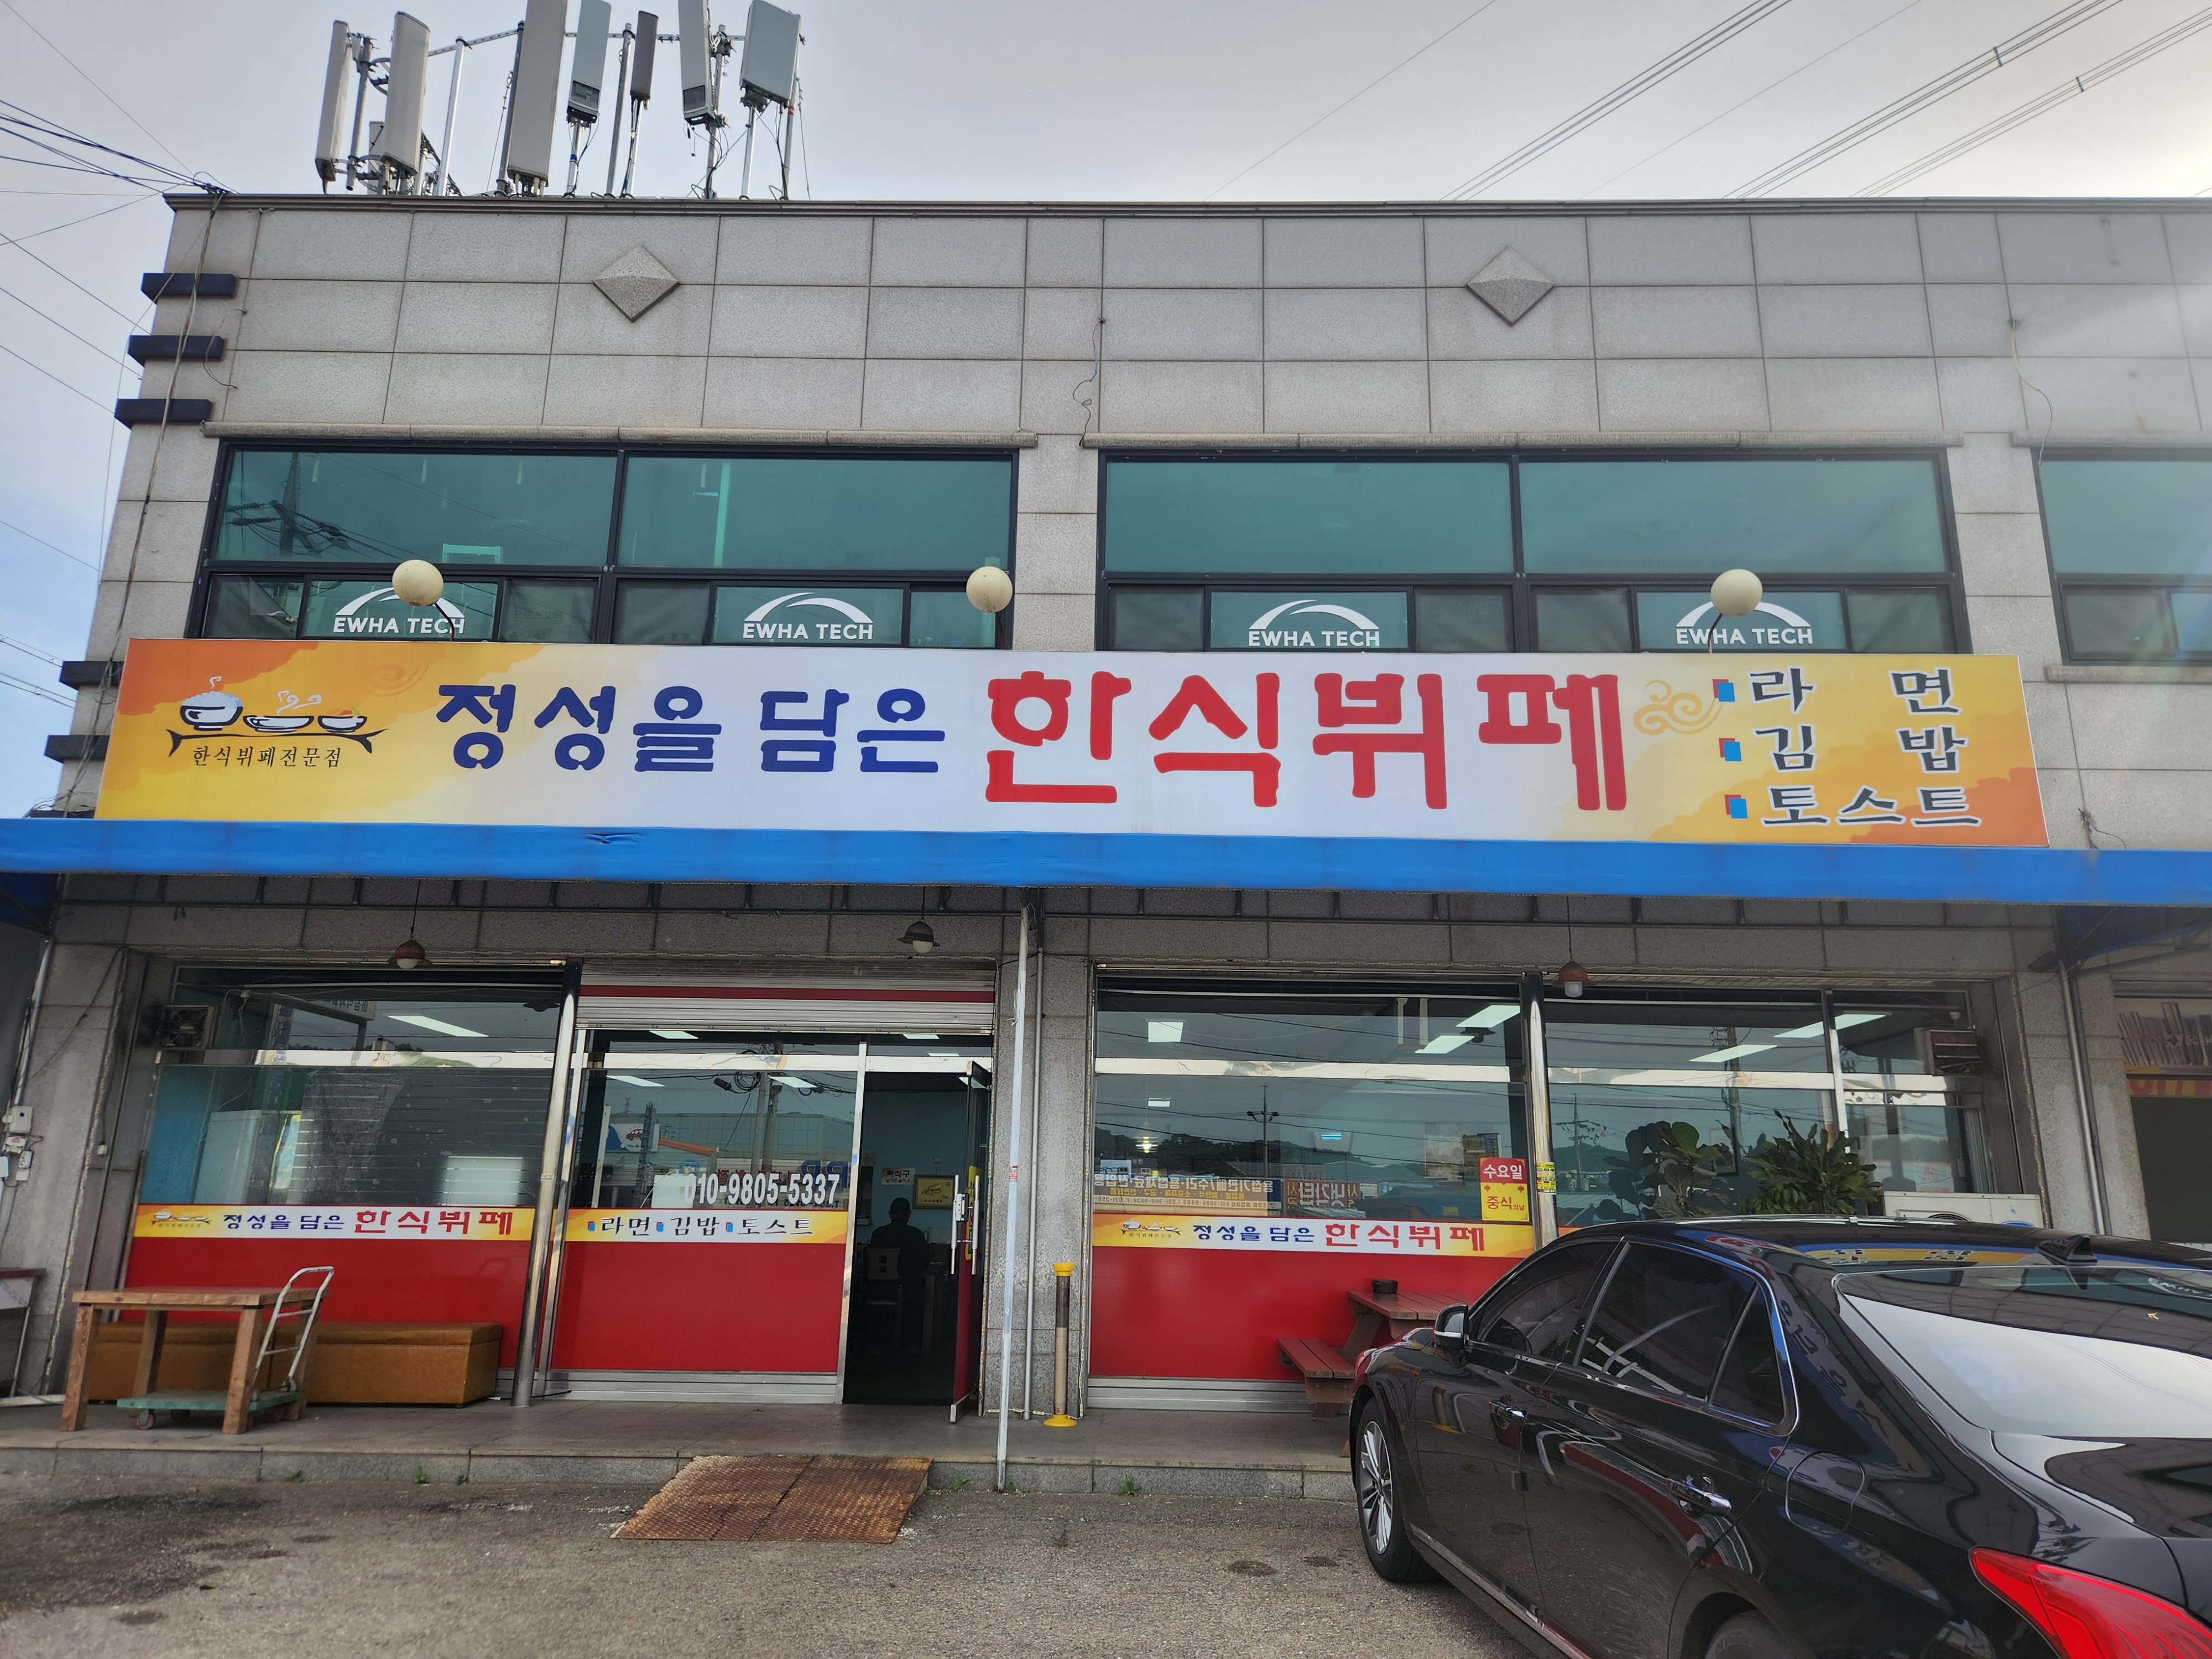 EWHA TECH
EWHA TECH
EWHA TECH
EWHA TECH
한식뷔페전문점
정성을 담은 한식뷔페
라면
김밥
토스트
010-9805-5337
정성을 담은 한식뷔페
라면 김밥 토스트
수요일
중식의날
정성을 담은 한식뷔페